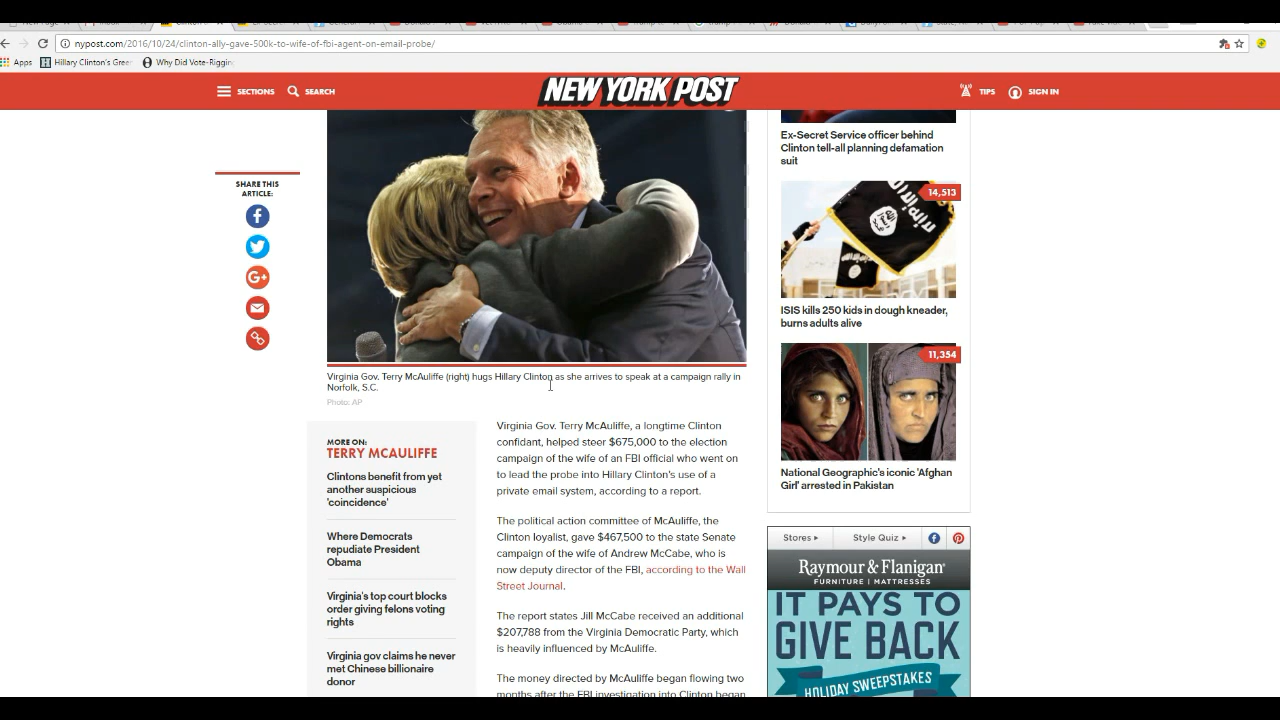 nypost.com/2016/10/24/clinton-ally-gave-500k-to-wife-of-fbi-agent-on-email-probe/
Apps
Hillary Clinton's Gree
Why Did Vote-Riggin
SECTIONS
SEARCH
NEW YORK POST
TIPS
SIGN IN
SHARE THIS
ARTICLE:
Virginia Gov. Terry McAuliffe (right) hugs Hillary Clinton as she arrives to speak at a campaign rally in
Norfolk, S.C.
Photo: AP
MORE ON:
TERRY MCAULIFFE
Clintons benefit from yet
another suspicious
'coincidence'
Where Democrats
repudiate President
Obama
Virginia's top court blocks
order giving felons voting
rights
Virginia gov claims he never
met Chinese billionaire
donor
Virginia Gov. Terry McAuliffe, a longtime Clinton
confidant, helped steer $675,000 to the election
campaign of the wife of an FBI official who went on
to lead the probe into Hillary Clinton's use of a
private email system, according to a report.
The political action committee of McAuliffe, the
Clinton loyalist, gave $467,500 to the state Senate
campaign of the wife of Andrew McCabe, who is
now deputy director of the FBI, according to the Wall
Street Journal.
The report states Jill McCabe received an additional
$207,788 from the Virginia Democratic Party, which
is heavily influenced by McAuliffe.
The money directed by McAuliffe began flowing two
months after the FBI investigation into Clinton began
Ex-Secret Service officer behind
Clinton tell-all planning defamation
suit
14,513
ISIS kills 250 kids in dough kneader,
burns adults alive
11,354
National Geographic's iconic 'Afghan
Girl' arrested in Pakistan
Stores
Style Quiz
Raymour & Flanigan
FURNITURE | MATTRESSES
IT PAYS TO
GIVE BACK
HOLIDAY SWEEPSTAKES